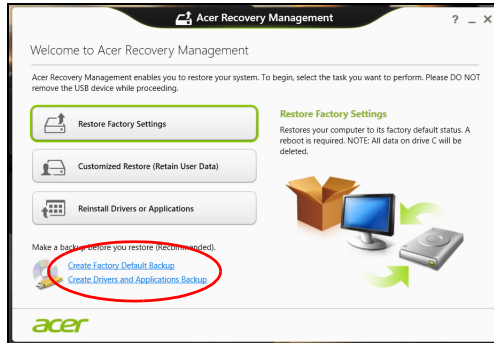 Acer Recovery Management
Welcome to Acer Recovery Management
Acer Recovery Management enables you to restore your system. To begin, select the task you want to perform. Please DO NOT
remove the USB device while proceeding.
Restore Factory Settings
Customized Restore (Retain User Data)
Reinstall Drivers or Applications
Restore Factory Settings
Restores your computer to its factory default status. A
reboot is required. NOTE: All data on drive C will be
deleted.
Make a backup before you restore (Recommended).
Create Factory Default Backup
Create Drivers and Applications Backup
acer